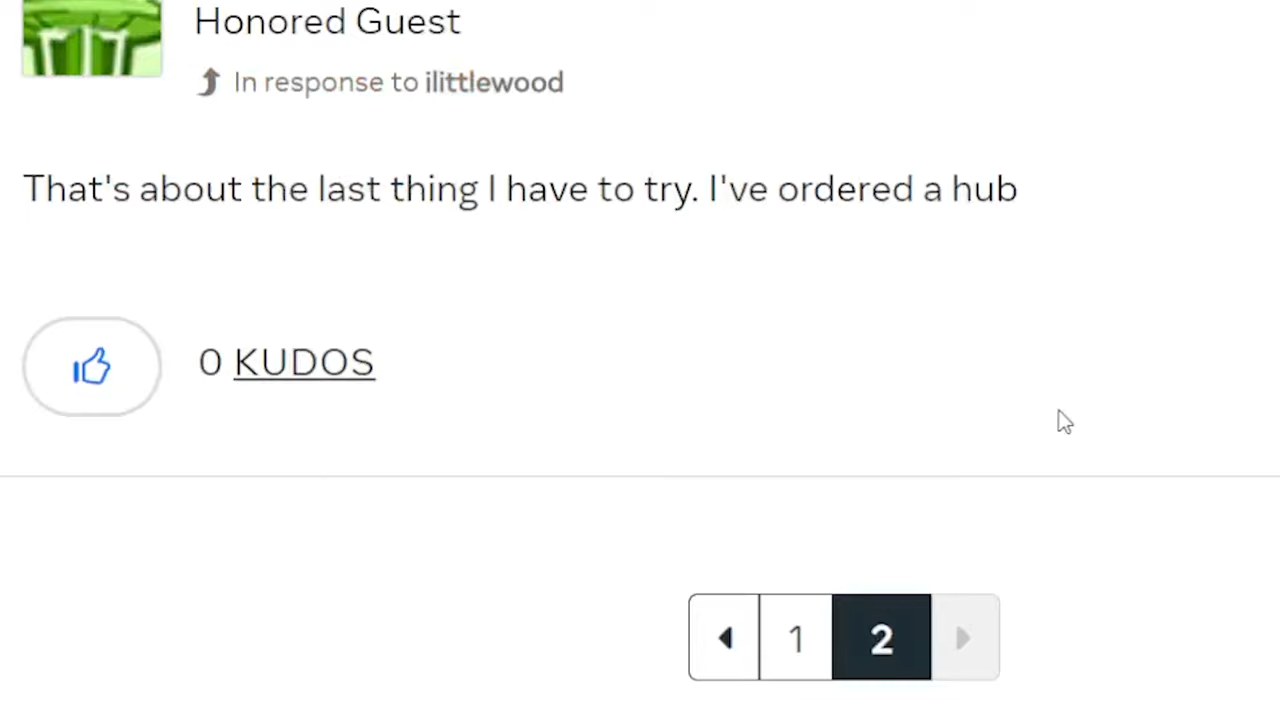 Honored Guest
In response to ilittlewood
That's about the last thing I have to try. I've ordered a hub
0 KUDOS
1 2